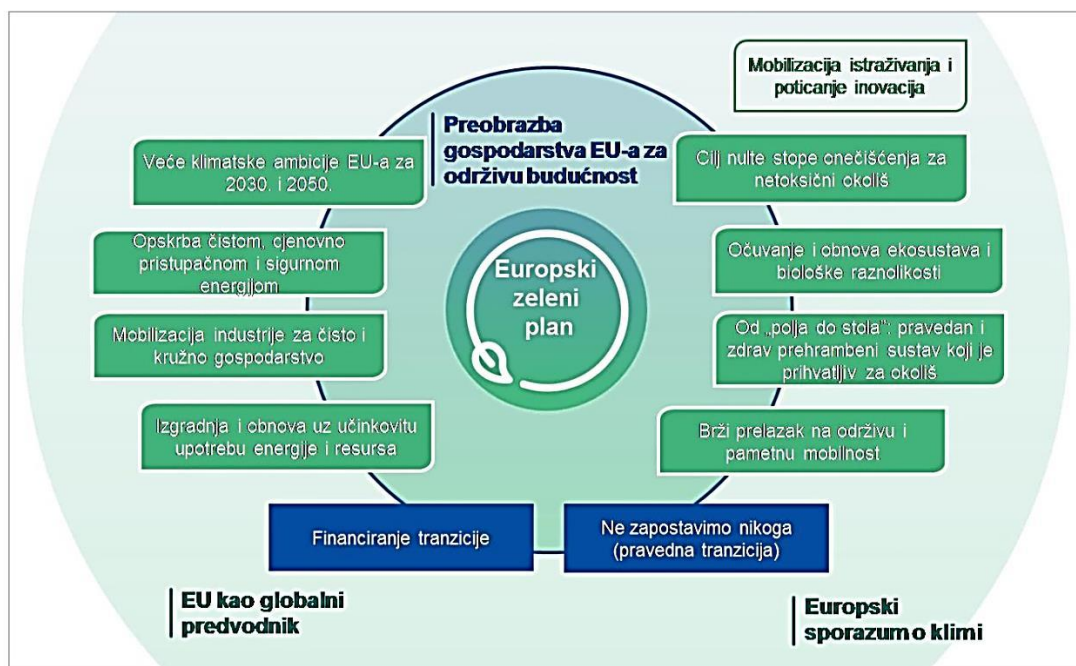 Mobilizacija istraživanja i
poticanje inovacija
Preobrazba
gospodarstva EU-a za
održivu budućnost
Veće klimatske ambicije EU-a za
2030. i 2050.
Cilj nulte stope onečišćenja za
netoksični okoliš
Opskrba čistom, cjenovno
pristupačnom i sigurnom
energijom
Očuvanje i obnova ekosustava i
biološke raznolikosti
Europski
zeleni
plan
Mobilizacija industrije za čisto i
kružno gospodarstvo
Od „polja do stola“: pravedan i
zdrav prehrambeni sustav koji je
prihvatljiv za okoliš
Izgradnja i obnova uz učinkovitu
upotrebu energije i resursa
Brži prelazak na održivu i
pametnu mobilnost
Financiranje tranzicije
Ne zapostavimo nikoga
(pravedna tranzicija)
EU kao globalni
predvodnik
Europski
sporazum o klimi